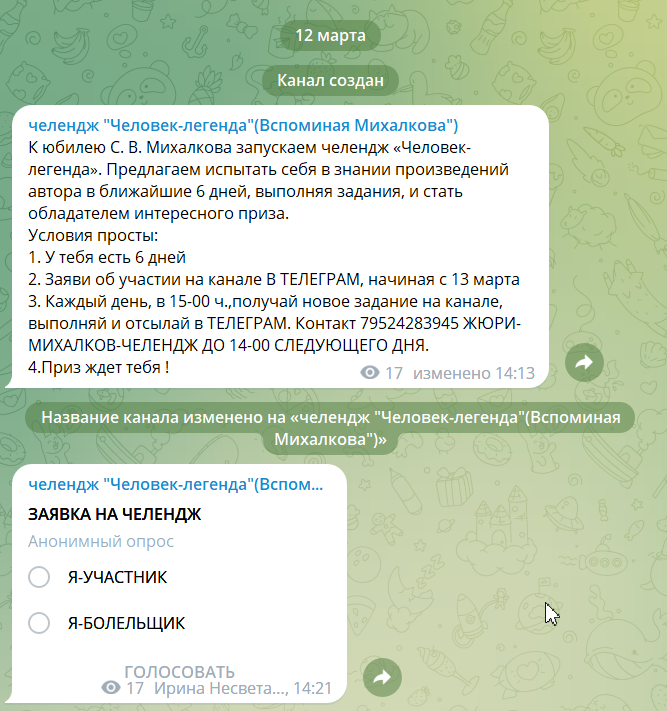 12 марта
Канал создан
челендж "Человек-легенда"(Вспоминая Михалкова")
К юбилею С. В. Михалкова запускаем челендж «Человек-
легенда». Предлагаем испытать себя в знании произведений
автора в ближайшие 6 дней, выполняя задания, и стать
обладателем интересного приза.
Условия просты:
1. У тебя есть 6 дней
2. Заяви об участии на канале В ТЕЛЕГРАМ, начиная с 13 марта
3. Каждый день, в 15-00 ч.,получай новое задание на канале,
выполняй и отсылай в ТЕЛЕГРАМ. Контакт 79524283945 ЖЮРИ-
МИХАЛКОВ-ЧЕЛЕНДЖ ДО 14-00 СЛЕДУЮЩЕГО ДНЯ.
4.Приз ждет тебя !
17 изменено 14:13
Название канала изменено на «челендж "Человек-легенда"(Вспоминая
Михалкова")»
челендж "Человек-легенда"(Вспом...
ЗАЯВКА НА ЧЕЛЕНДЖ
Анонимный опрос
Я-УЧАСТНИК
Я-БОЛЕЛЬЩИК
ГОЛОСОВАТЬ
17 Ирина Несвета..., 14:21